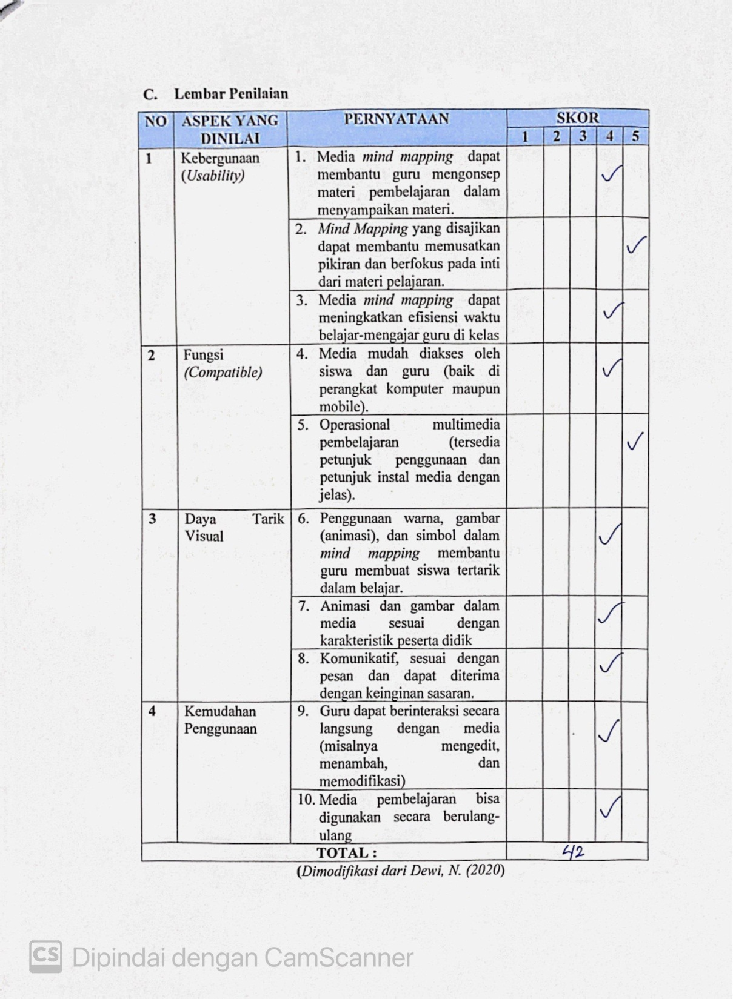 C. Lembar Penilaian
NO ASPEK YANG DINILAI PERNYATAAN SKOR
1 2 3 4 5
1 Kebergunaan
(Usability)
1. Media mind mapping dapat
membantu guru mengonsep
materi pembelajaran dalam
menyampaikan materi.
✓
2. Mind Mapping yang disajikan
dapat membantu memusatkan
pikiran dan berfokus pada inti
dari materi pelajaran.
✓
3. Media mind mapping dapat
meningkatkan efisiensi waktu
belajar-mengajar guru di kelas
✓
2 Fungsi
(Compatible)
4. Media mudah diakses oleh
siswa dan guru (baik di
perangkat komputer maupun
mobile).
✓
5. Operasional multimedia
pembelajaran (tersedia
petunjuk penggunaan dan
petunjuk instal media dengan
jelas).
✓
3 Daya Tarik
Visual
6. Penggunaan warna, gambar
(animasi), dan simbol dalam
mind mapping membantu
guru membuat siswa tertarik
dalam belajar.
✓
7. Animasi dan gambar dalam
media sesuai dengan
karakteristik peserta didik
✓
8. Komunikatif, sesuai dengan
pesan dan dapat diterima
dengan keinginan sasaran.
✓
4 Kemudahan
Penggunaan
9. Guru dapat berinteraksi secara
langsung dengan media
(misalnya mengedit,
menambah, dan
memodifikasi)
✓
10. Media pembelajaran bisa
digunakan secara berulang-
ulang
✓
TOTAL : 42
(Dimodifikasi dari Dewi, N. (2020)
CS Dipindai dengan CamScanner